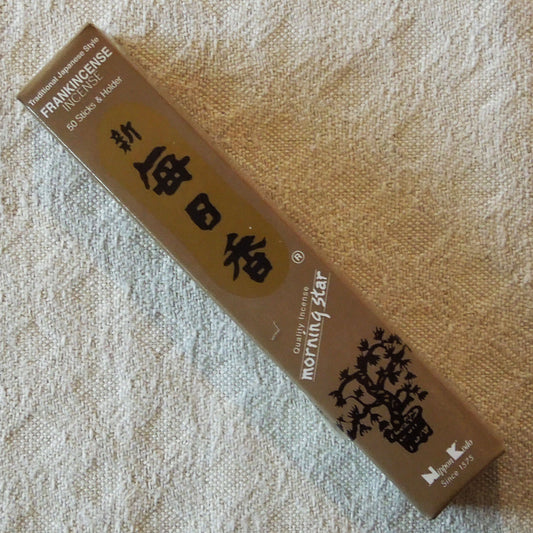 Traditional Japanese Style
FRANKINCENSE
INCENSE
50 Sticks & Holder
新
毎日香
®
Quality Incense
morning star
Nippon Kodo
Since 1575